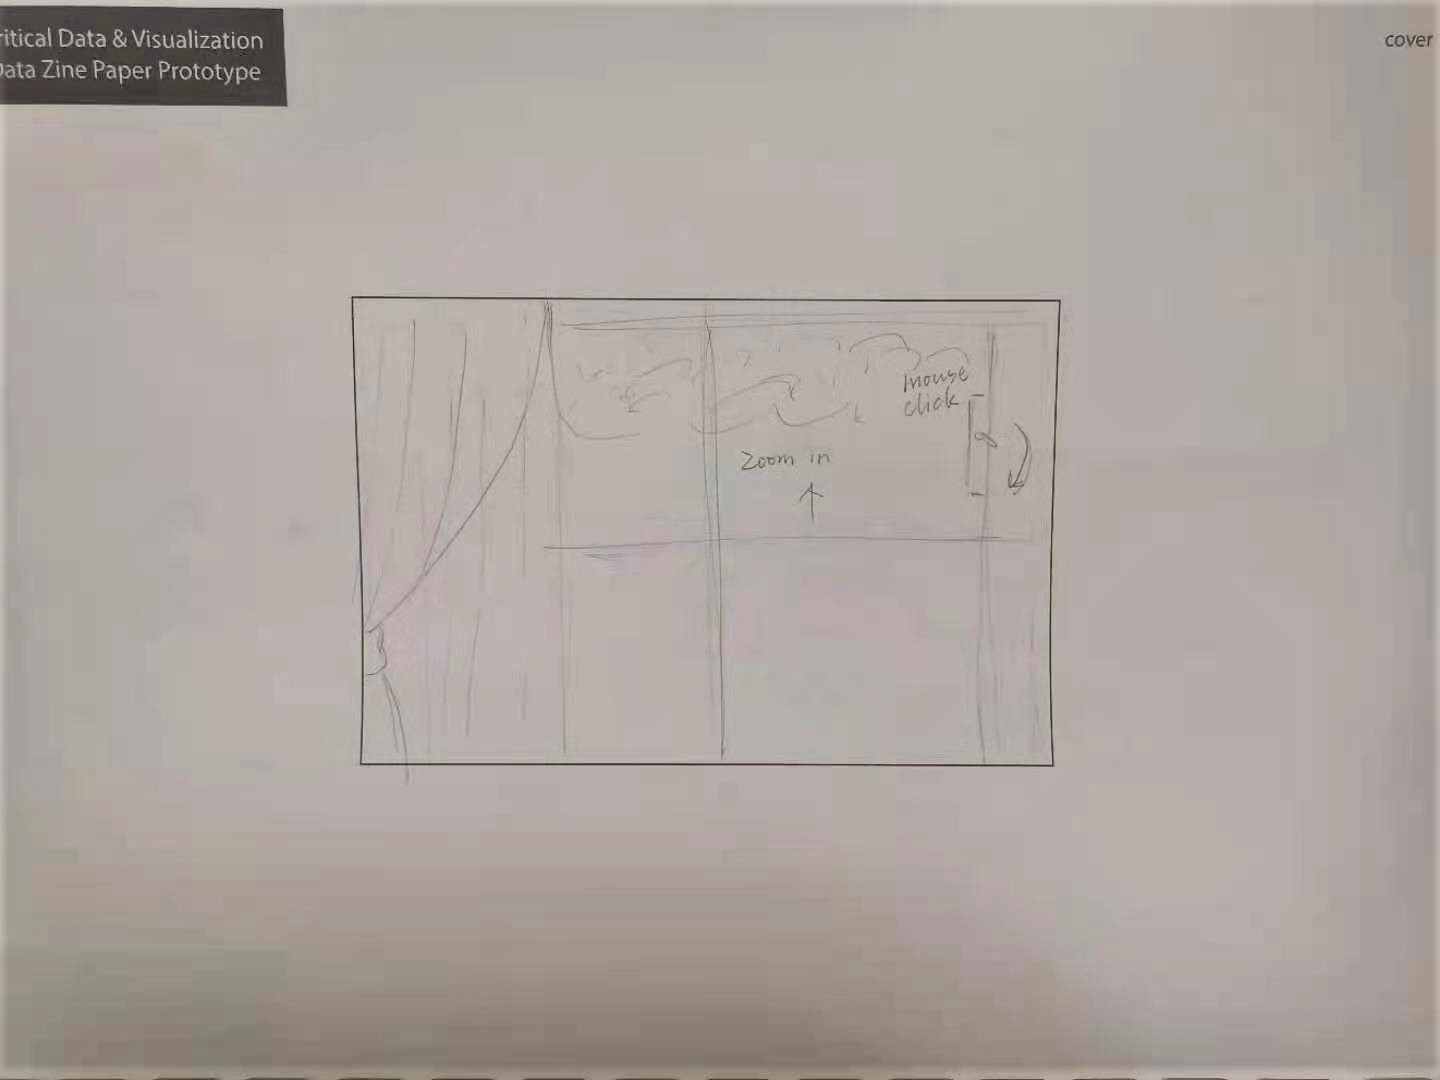 ritical Data & Visualization
ata Zine Paper Prototype
cover
mouse
click
Zoom in